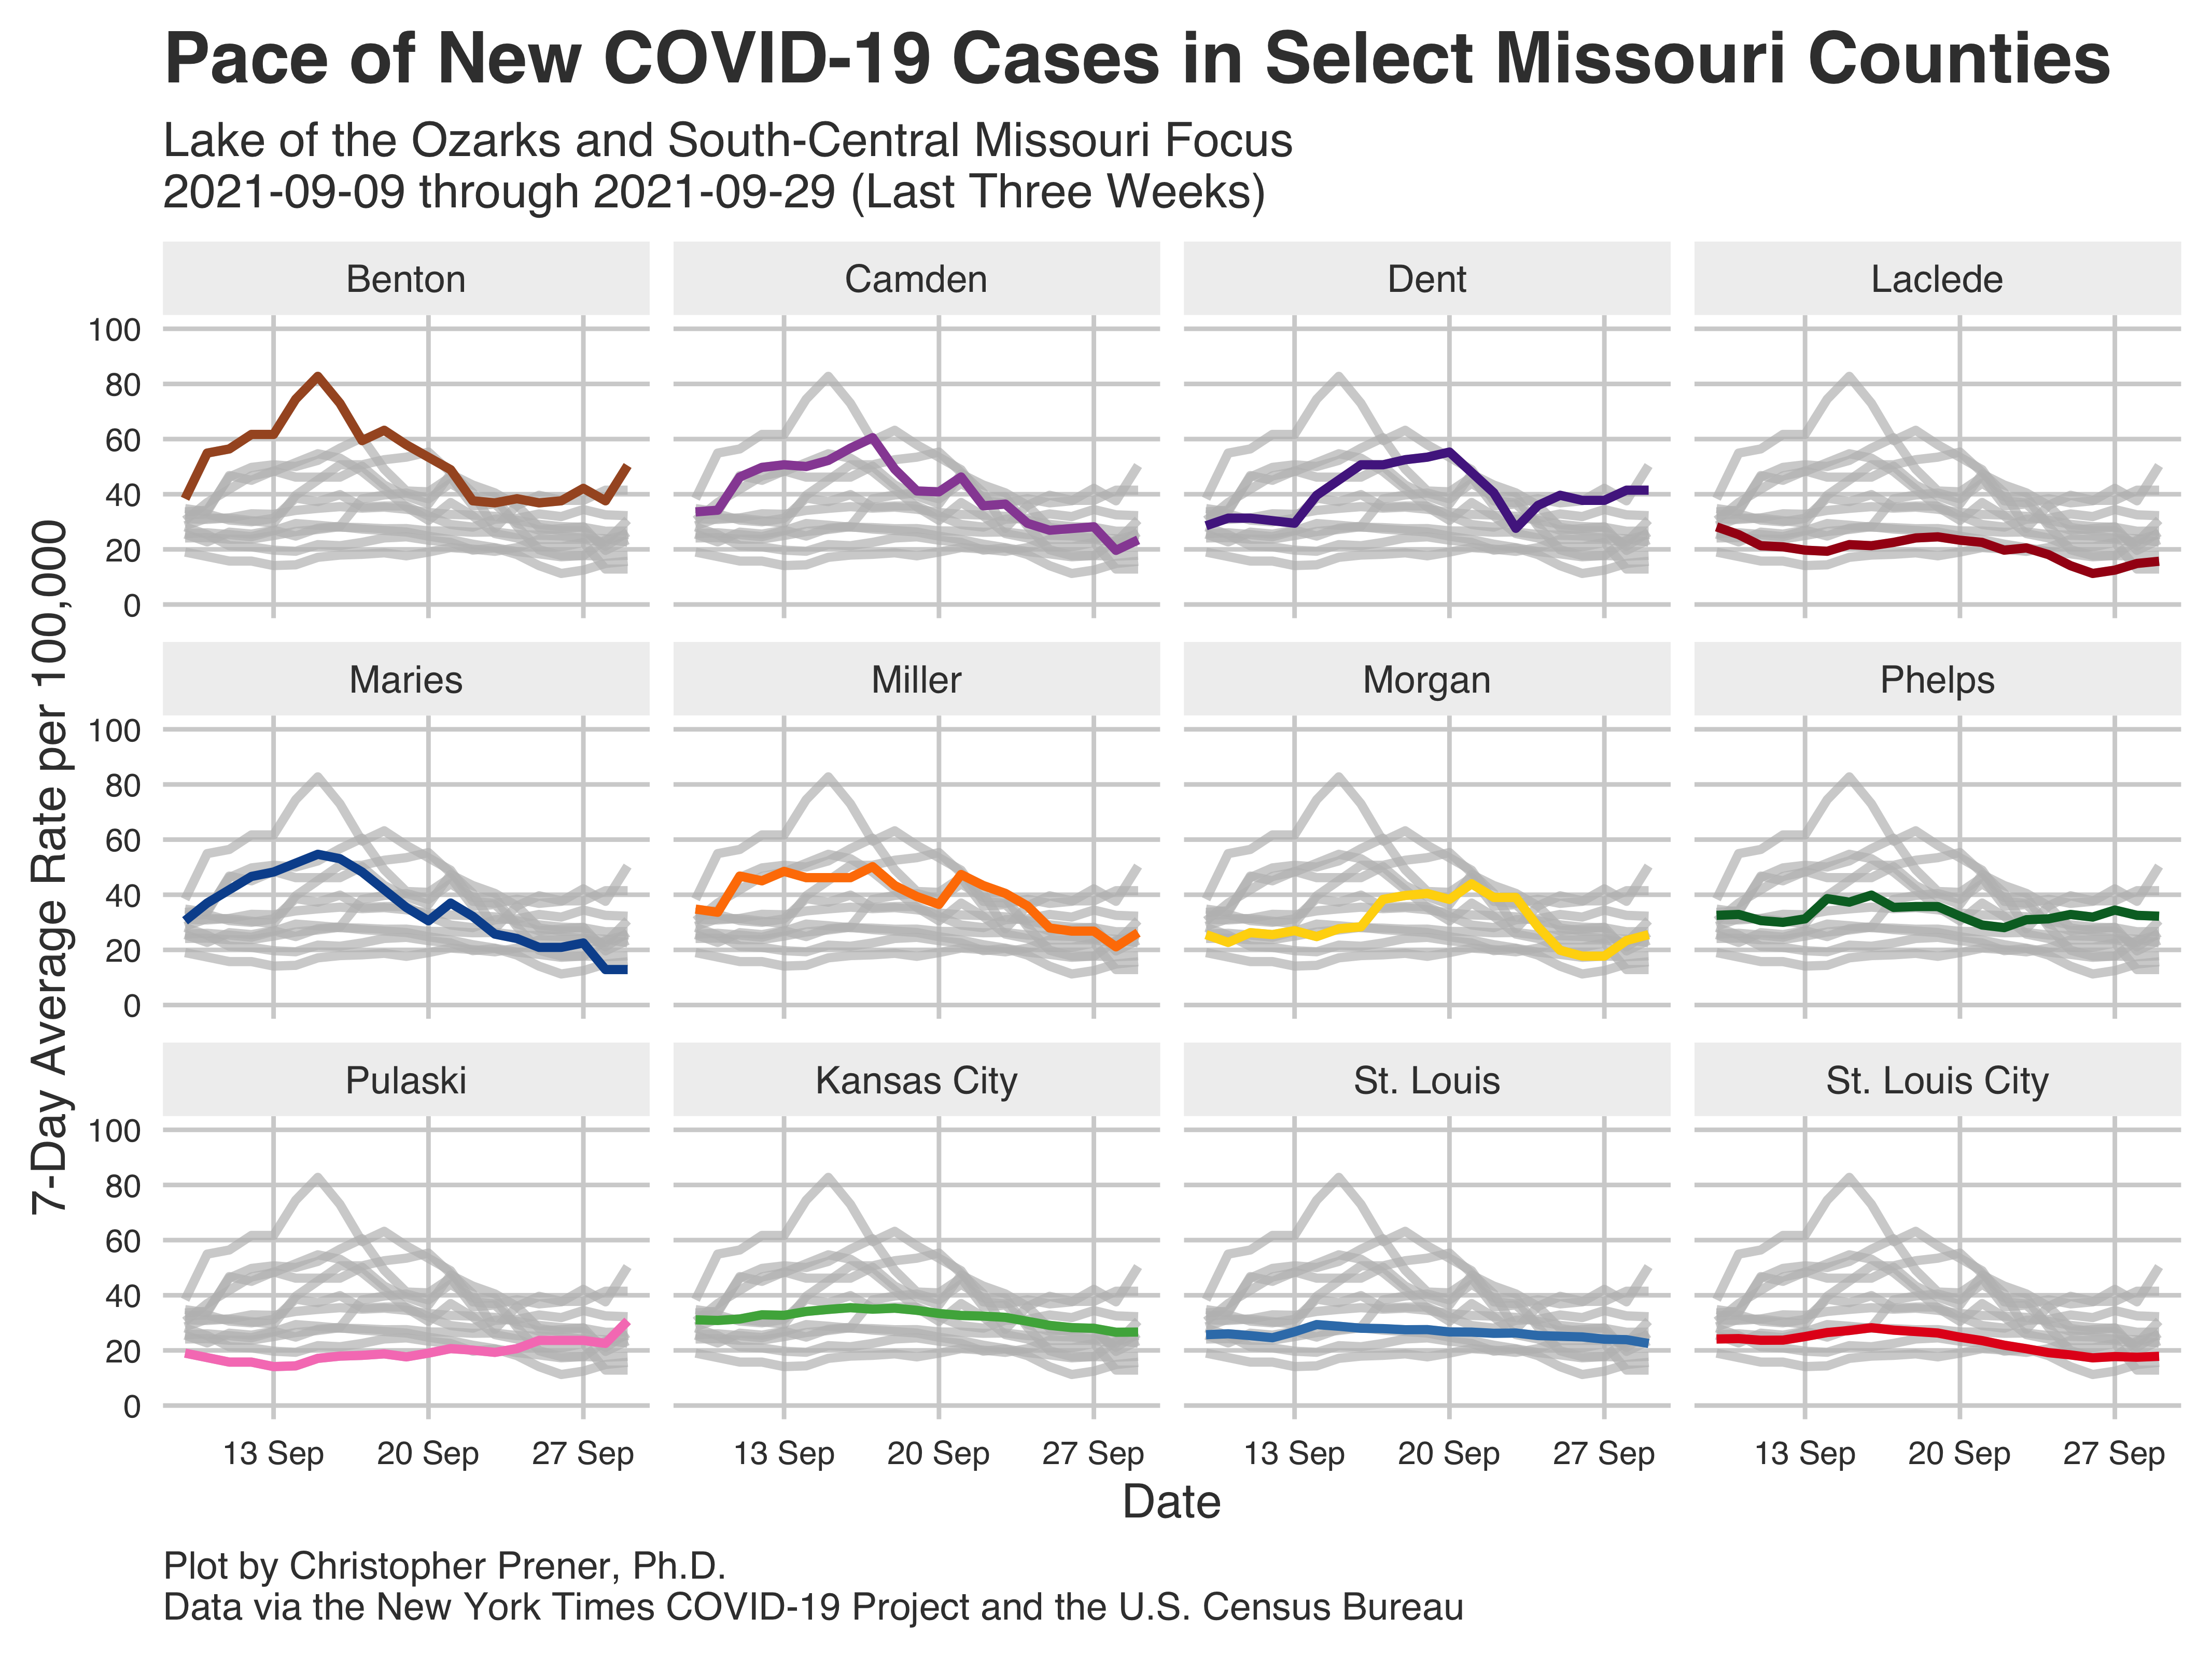 Pace of New COVID-19 Cases in Select Missouri Counties
Lake of the Ozarks and South-Central Missouri Focus
2021-09-09 through 2021-09-29 (Last Three Weeks)
7-Day Average Rate per 100,000
Benton
Camden
Dent
Laclede
100
80
60
40
20
0
Maries
Miller
Morgan
Phelps
100
80
60
40
20
0
Pulaski
Kansas City
St. Louis
St. Louis City
100
80
60
40
20
0
13 Sep
20 Sep
27 Sep
13 Sep
20 Sep
27 Sep
13 Sep
20 Sep
27 Sep
13 Sep
20 Sep
27 Sep
Date
Plot by Christopher Prener, Ph.D.
Data via the New York Times COVID-19 Project and the U.S. Census Bureau